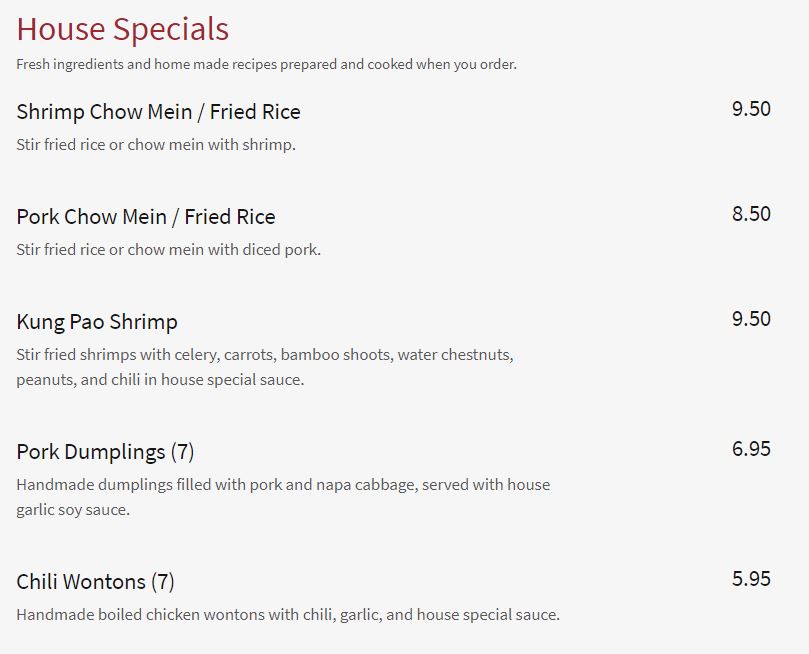 House Specials
Fresh ingredients and home made recipes prepared and cooked when you order.
Shrimp Chow Mein / Fried Rice 9.50
Stir fried rice or chow mein with shrimp.
Pork Chow Mein / Fried Rice 8.50
Stir fried rice or chow mein with diced pork.
Kung Pao Shrimp 9.50
Stir fried shrimps with celery, carrots, bamboo shoots, water chestnuts,
peanuts, and chili in house special sauce.
Pork Dumplings (7) 6.95
Handmade dumplings filled with pork and napa cabbage, served with house
garlic soy sauce.
Chili Wontons (7) 5.95
Handmade boiled chicken wontons with chili, garlic, and house special sauce.